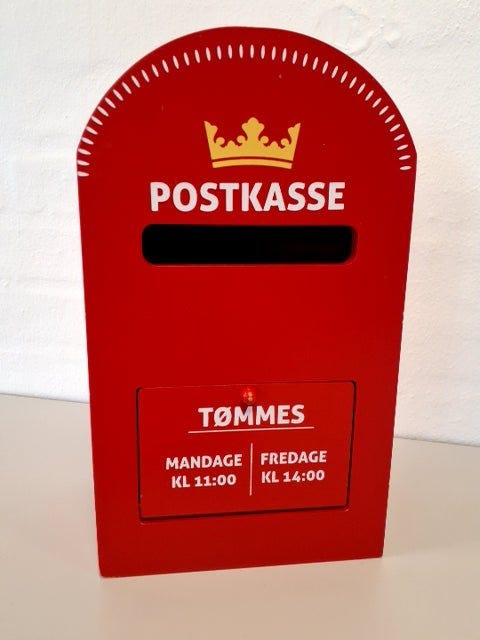 POSTKASSE
TØMMES
MANDAGE FREDAGE
KL 11:00 KL 14:00